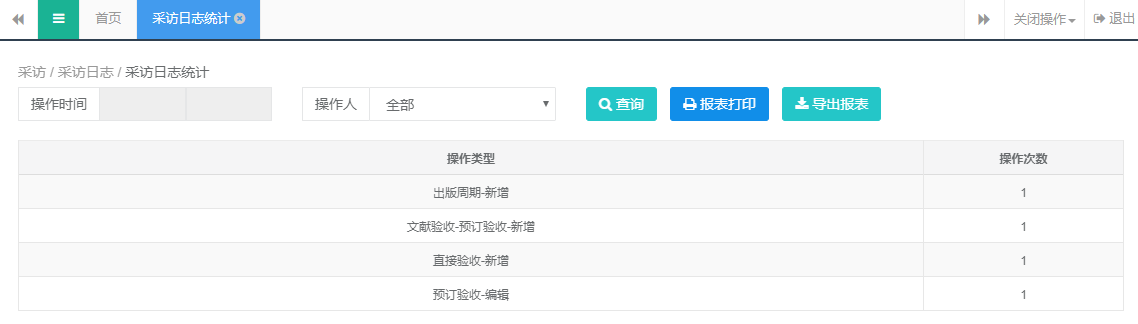 首页 采访日志统计 关闭操作 退出
采访 / 采访日志 / 采访日志统计
操作时间 操作人 全部 查询 报表打印 导出报表
操作类型 操作次数
出版周期-新增 1
文献验收-预订验收-新增 1
直接验收-新增 1
预订验收-编辑 1